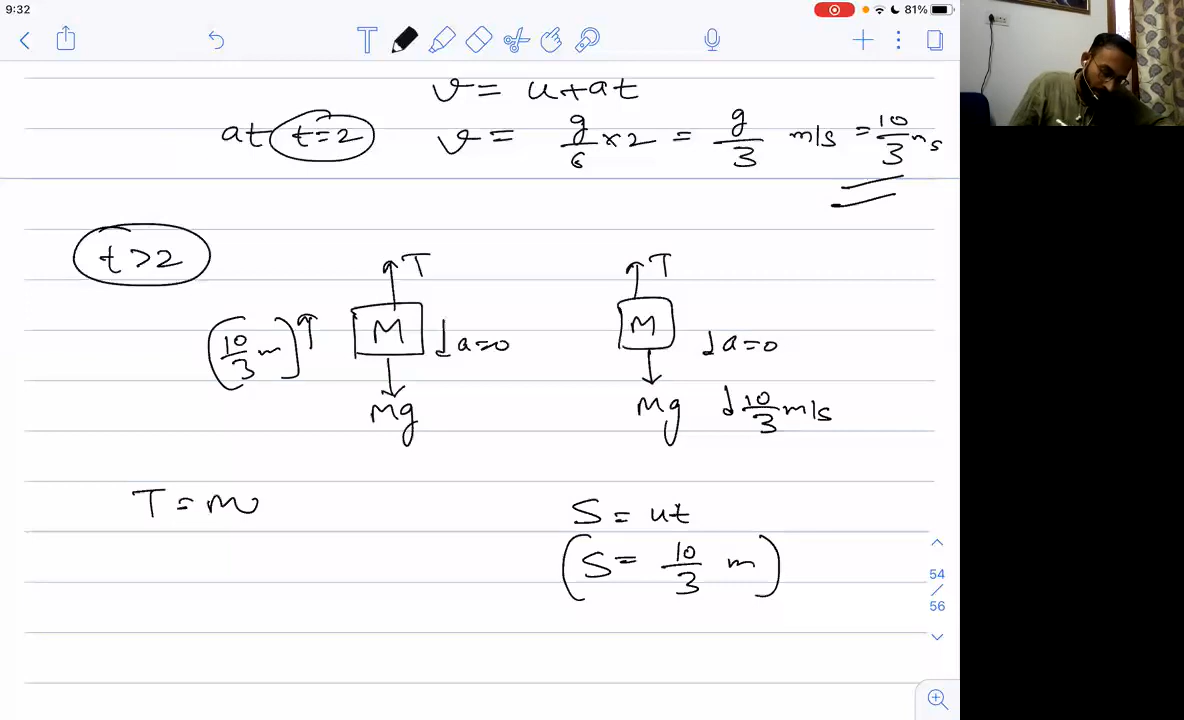 9:32
81%
v = u+at
at t=2 v = g/6 ×2 = g/3 m/s = 10/3 m/s
t>2
T T
M M
(10/3 m) a=0 a=0
Mg Mg 10/3 m/s
T = m
S = ut
(S = 10/3 m)
54
/
56